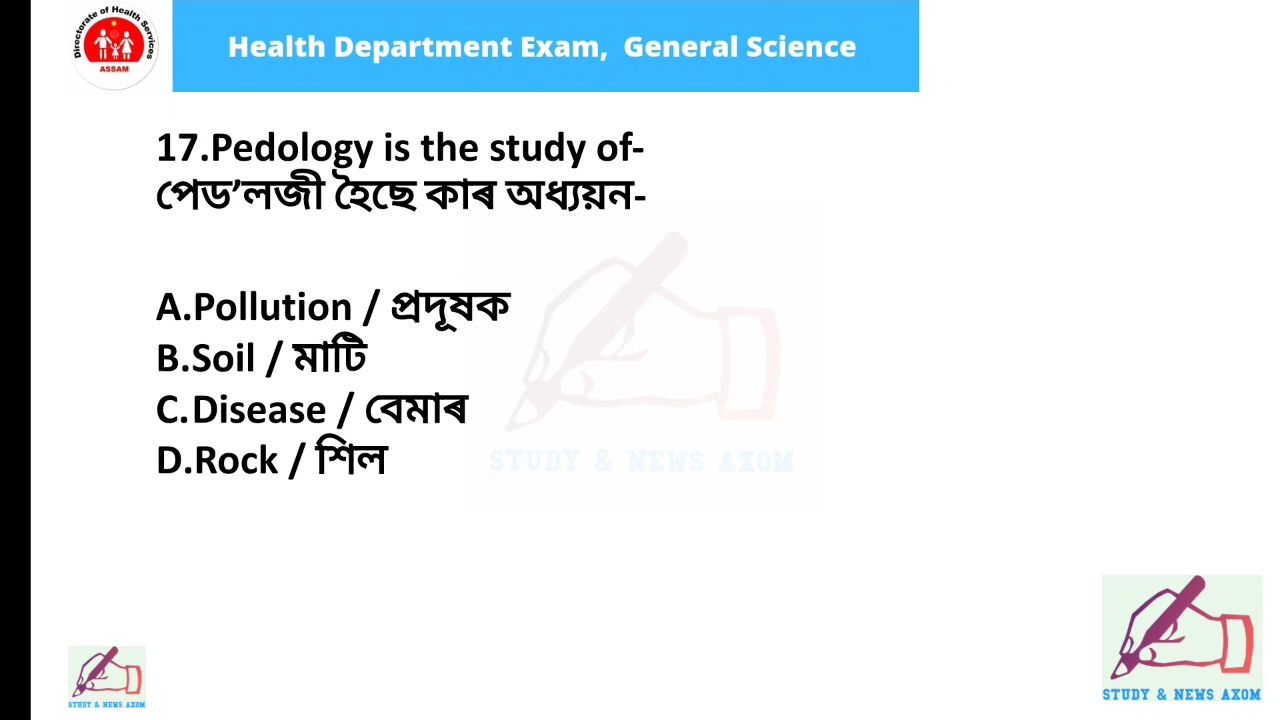 Directorate of Health Services
ASSAM
Health Department Exam,  General Science
17.Pedology is the study of-
পেড’লজী হৈছে কাৰ অধ্যয়ন-
A.Pollution / প্ৰদূষক
B.Soil / মাটি
C.Disease / বেমাৰ
D.Rock / শিল
STUDY & NEWS AXOM
STUDY & NEWS AXOM
STUDY & NEWS AXOM